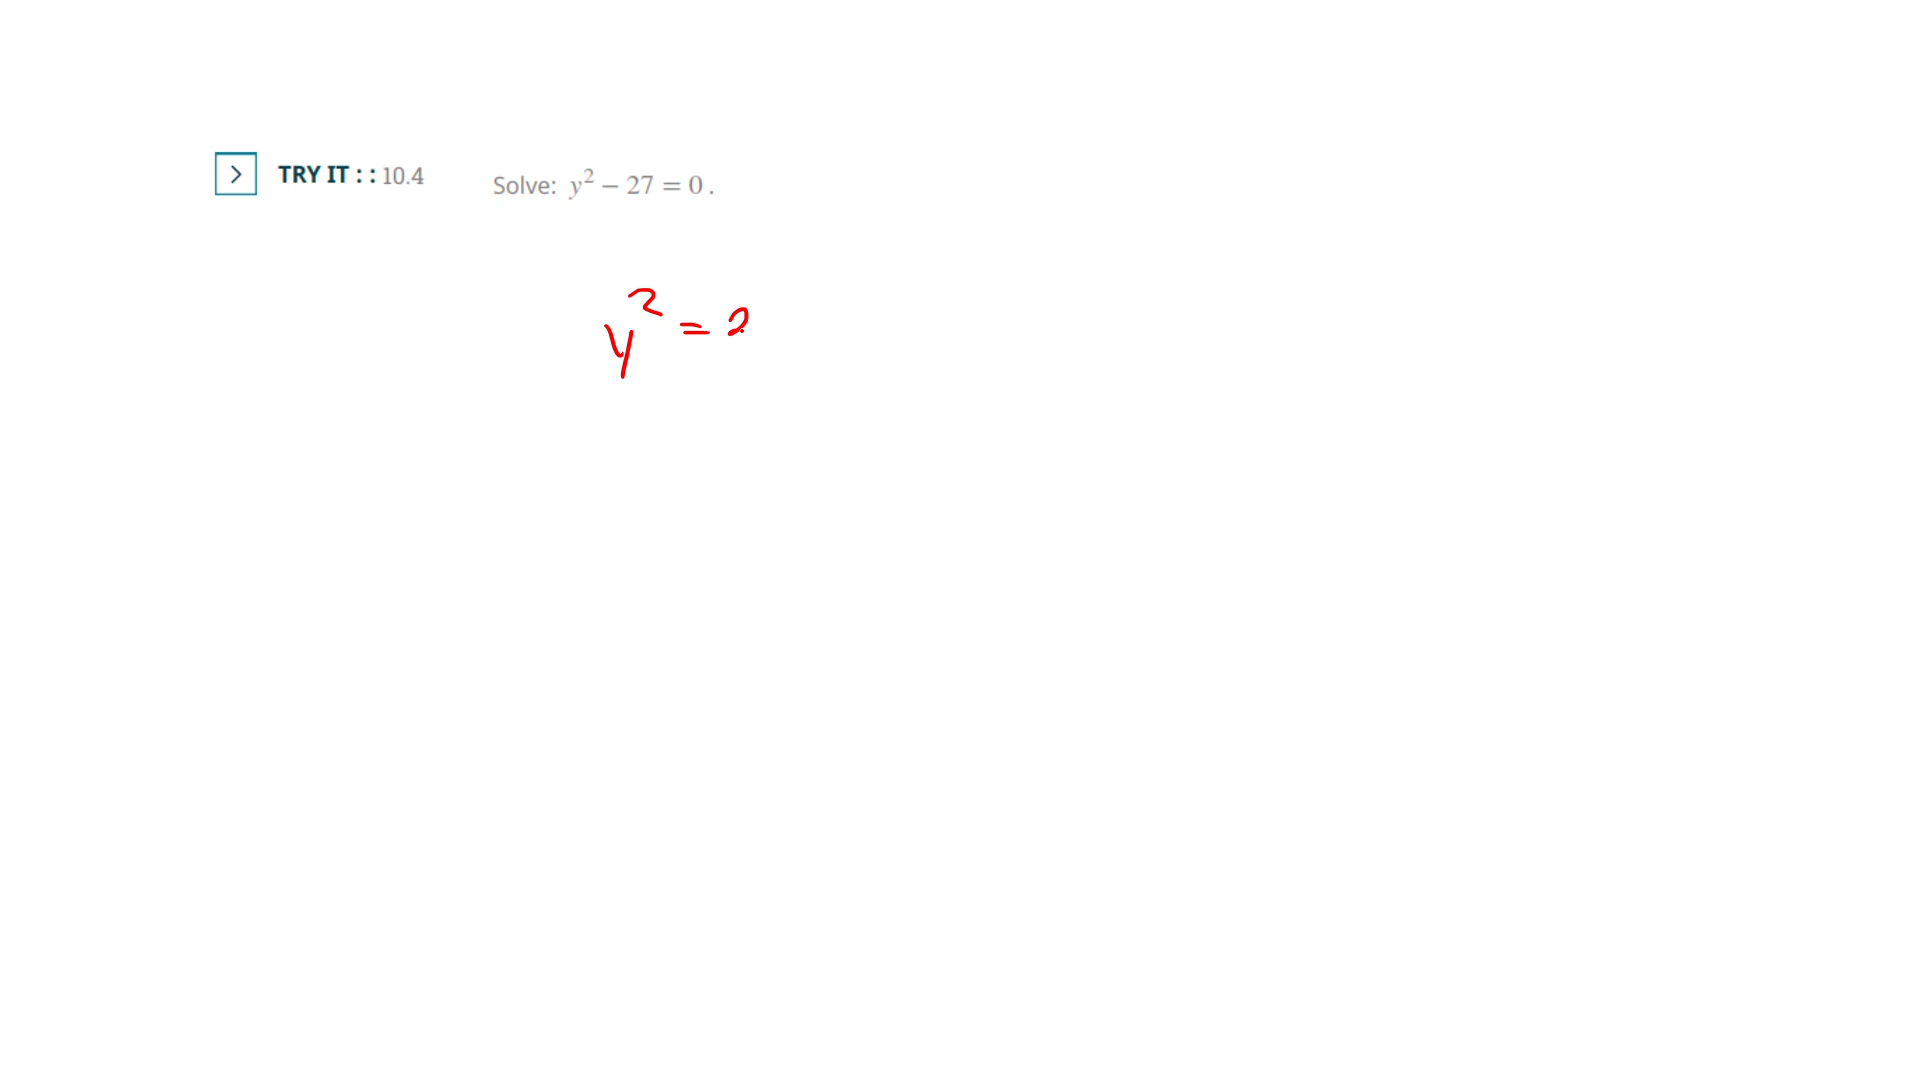 TRY IT : : 10.4 Solve: y² − 27 = 0 .
y² = 2